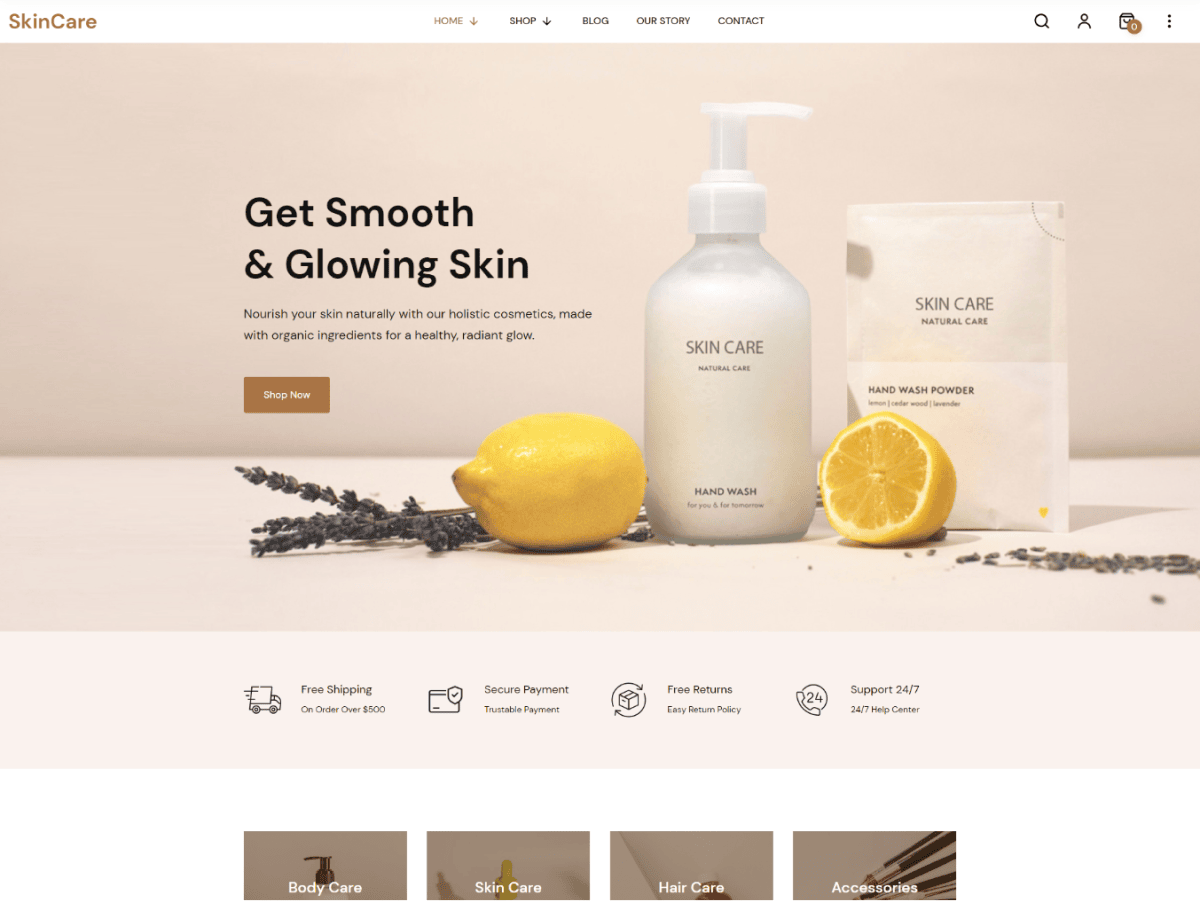 SkinCare
HOME
SHOP
BLOG
OUR STORY
CONTACT
0
Get Smooth
& Glowing Skin
Nourish your skin naturally with our holistic cosmetics, made
with organic ingredients for a healthy, radiant glow.
Shop Now
SKIN CARE
NATURAL CARE
HAND WASH
for you & for tomorrow
SKIN CARE
NATURAL CARE
HAND WASH POWDER
lemon | cedar wood | lavender
Free Shipping
On Order Over $500
Secure Payment
Trustable Payment
Free Returns
Easy Return Policy
24
Support 24/7
24/7 Help Center
Body Care
Skin Care
Hair Care
Accessories